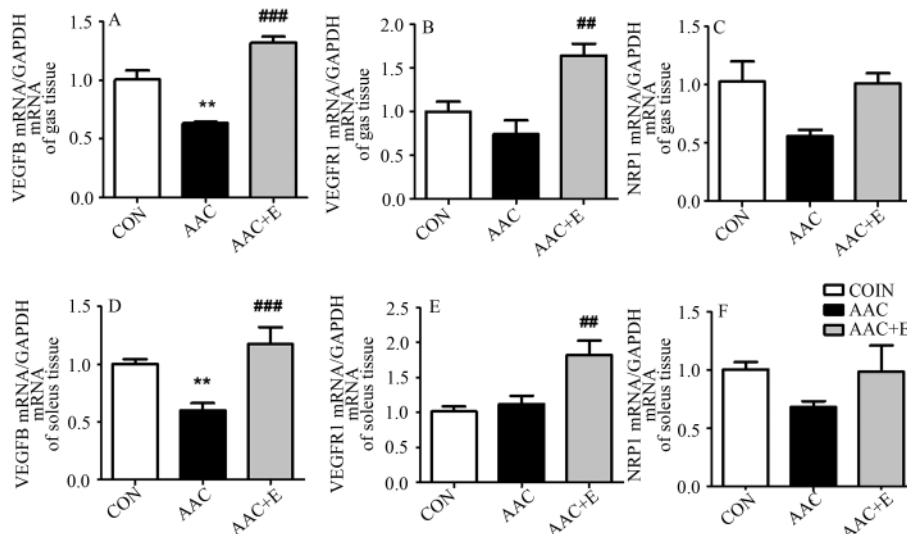 A
VEGFB mRNA/GAPDH
mRNA
of gas tissue
1.5
1.0
0.5
0.0
**
###
CON
AAC
AAC+E
B
VEGFR1 mRNA/GAPDH
mRNA
of gas tissue
2.0
1.5
1.0
0.5
0.0
##
CON
AAC
AAC+E
C
NRP1 mRNA/GAPDH
mRNA
of gas tissue
1.5
1.0
0.5
0.0
CON
AAC
AAC+E
D
VEGFB mRNA/GAPDH
mRNA
of soleus tissue
1.5
1.0
0.5
0.0
**
###
CON
AAC
AAC+E
E
VEGFR1 mRNA/GAPDH
mRNA
of soleus tissue
2.5
2.0
1.5
1.0
0.5
0.0
##
CON
AAC
AAC+E
F
NRP1 mRNA/GAPDH
mRNA
of soleus tissue
1.5
1.0
0.5
0.0
COIN
AAC
AAC+E
CON
AAC
AAC+E